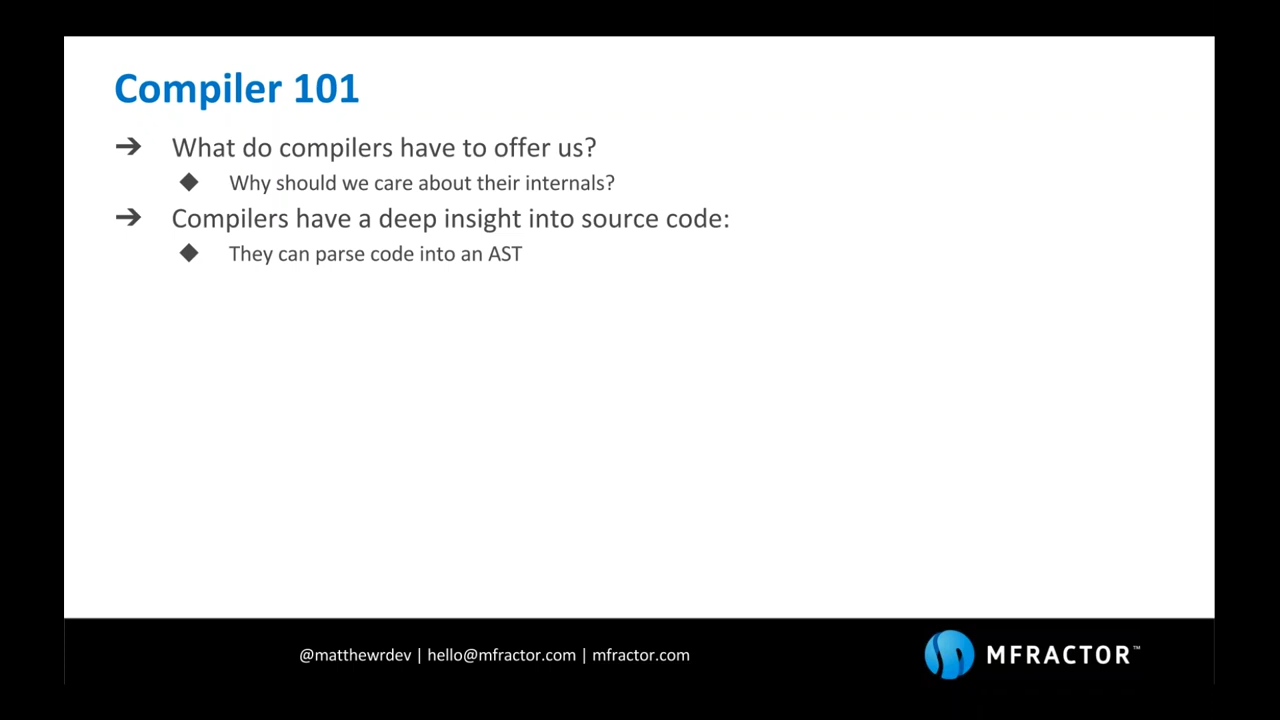 Compiler 101
➔ What do compilers have to offer us?
◆ Why should we care about their internals?
➔ Compilers have a deep insight into source code:
◆ They can parse code into an AST
@matthewrdev | hello@mfractor.com | mfractor.com
MFRACTOR™